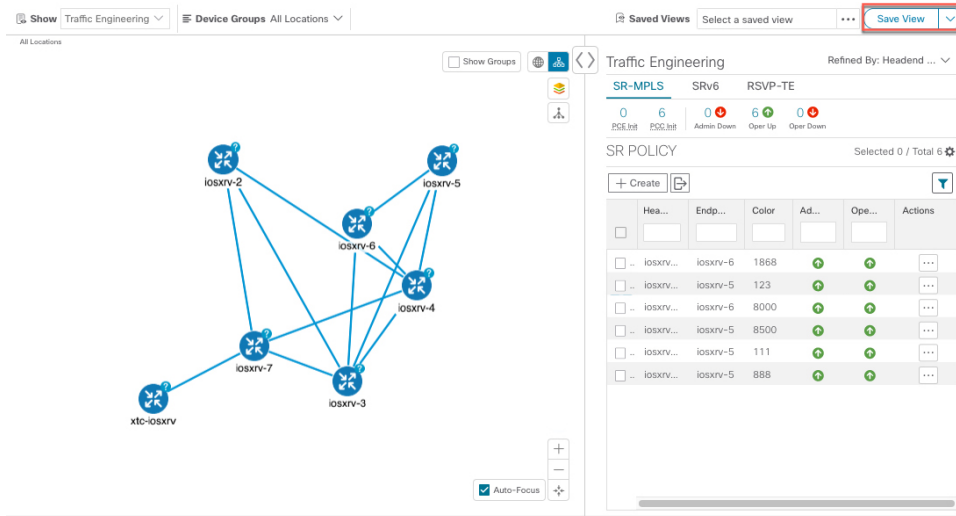 Show Traffic Engineering Device Groups All Locations Saved Views Select a saved view ... Save View
All Locations
Show Groups
Traffic Engineering Refined By: Headend ...
SR-MPLS SRv6 RSVP-TE
0 6 0 6 0
PCE Init PCC Init Admin Down Oper Up Oper Down
SR POLICY Selected 0 / Total 6
+ Create
Hea... Endp... Color Ad... Ope... Actions
.. iosxrv... iosxrv-6 1868 ...
.. iosxrv... iosxrv-5 123 ...
.. iosxrv... iosxrv-6 8000 ...
.. iosxrv... iosxrv-5 8500 ...
.. iosxrv... iosxrv-5 111 ...
.. iosxrv... iosxrv-5 888 ...
?
iosxrv-2
?
iosxrv-5
?
iosxrv-6
?
iosxrv-4
?
iosxrv-7
?
iosxrv-3
?
xtc-iosxrv
+
−
Auto-Focus